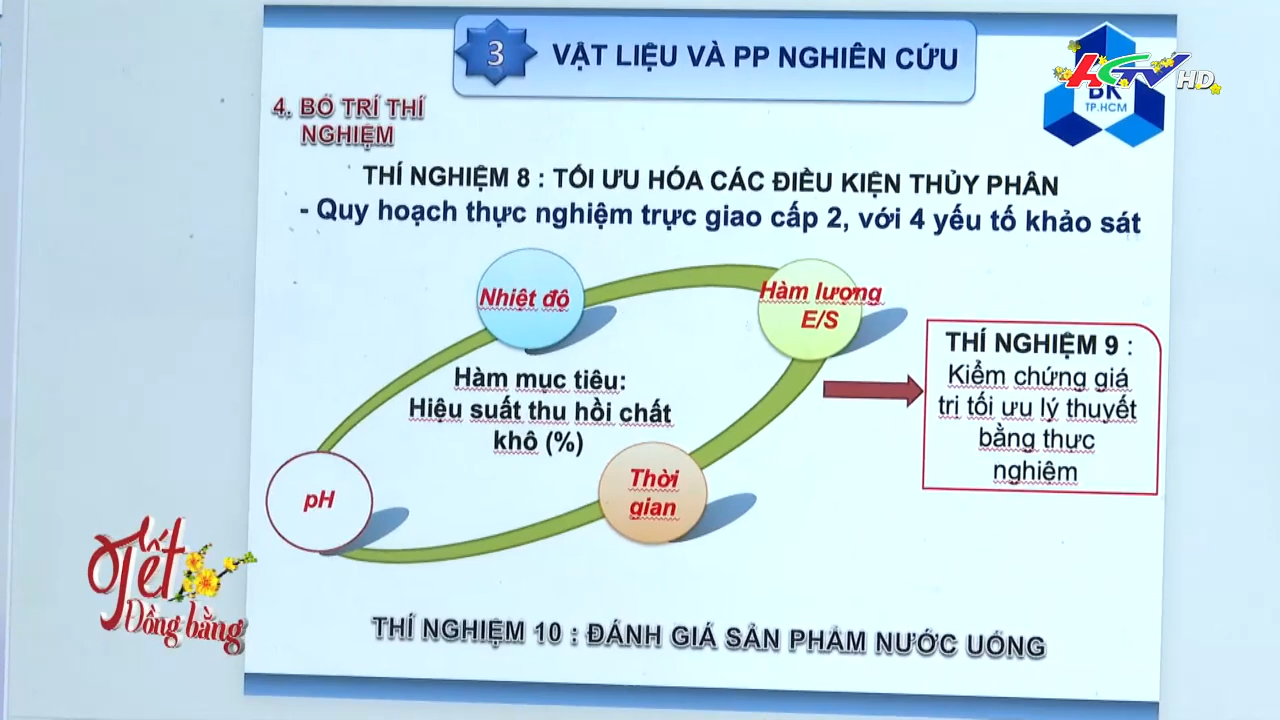 3
VẬT LIỆU VÀ PP NGHIÊN CỨU
HGTV HD
BK
TP.HCM
4. BỐ TRÍ THÍ
NGHIỆM
THÍ NGHIỆM 8 : TỐI ƯU HÓA CÁC ĐIỀU KIỆN THỦY PHÂN
- Quy hoạch thực nghiệm trực giao cấp 2, với 4 yếu tố khảo sát
Nhiệt độ
Hàm lượng
E/S
Hàm mục tiêu:
Hiệu suất thu hồi chất
khô (%)
pH
Thời
gian
THÍ NGHIỆM 9 :
Kiểm chứng giá
trị tối ưu lý thuyết
bằng thực
nghiệm
Tết
Đồng bằng
THÍ NGHIỆM 10 : ĐÁNH GIÁ SẢN PHẨM NƯỚC UỐNG